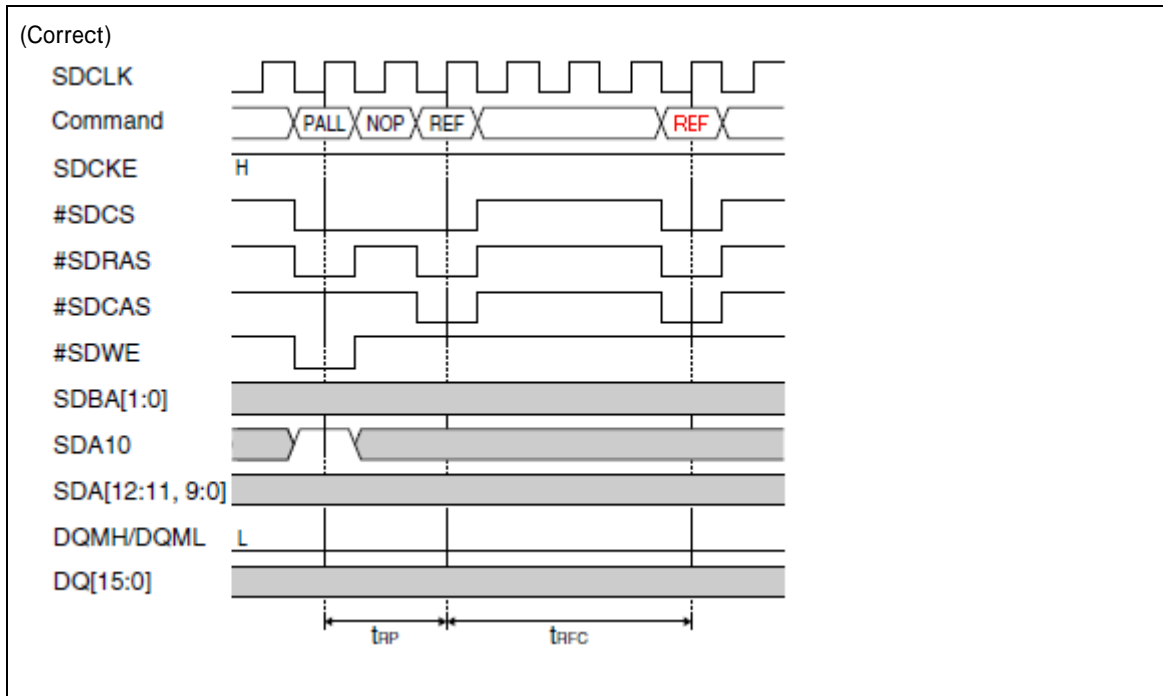 (Correct)
SDCLK
Command PALL NOP REF REF
SDCKE H
#SDCS
#SDRAS
#SDCAS
#SDWE
SDBA[1:0]
SDA10
SDA[12:11, 9:0]
DQMH/DQML L
DQ[15:0]
tRP tRFC